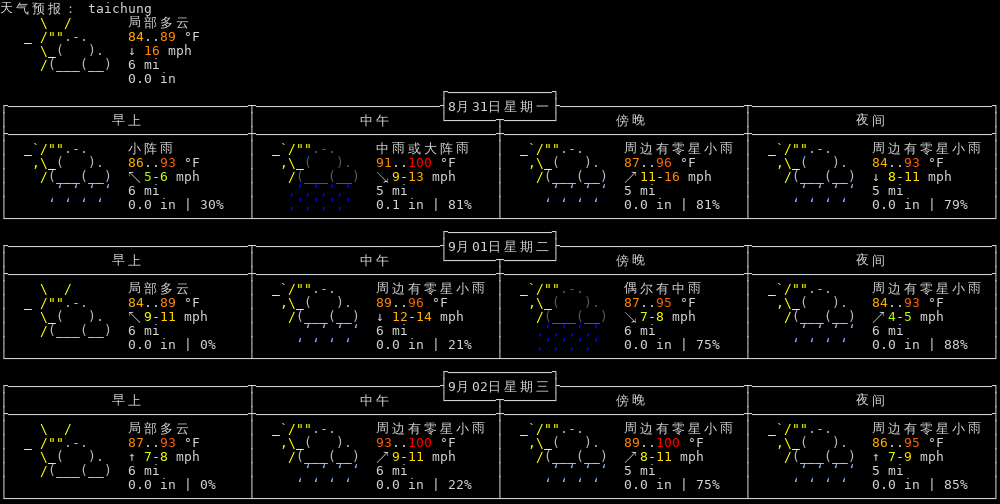 天气预报： taichung
局部多云
84..89 °F
↓ 16 mph
6 mi
0.0 in
8月31日星期一
早上 中午 傍晚 夜间
小阵雨 中雨或大阵雨 周边有零星小雨 周边有零星小雨
86..93 °F 91..100 °F 87..96 °F 84..93 °F
↖ 5-6 mph ↘ 9-13 mph ↗ 11-16 mph ↓ 8-11 mph
6 mi 5 mi 5 mi 5 mi
0.0 in | 30% 0.1 in | 81% 0.0 in | 81% 0.0 in | 79%
9月01日星期二
早上 中午 傍晚 夜间
局部多云 周边有零星小雨 偶尔有中雨 周边有零星小雨
84..89 °F 89..96 °F 87..95 °F 84..93 °F
↖ 9-11 mph ↓ 12-14 mph ↘ 7-8 mph ↗ 4-5 mph
6 mi 6 mi 6 mi 6 mi
0.0 in | 0% 0.0 in | 21% 0.0 in | 75% 0.0 in | 88%
9月02日星期三
早上 中午 傍晚 夜间
局部多云 周边有零星小雨 周边有零星小雨 周边有零星小雨
87..93 °F 93..100 °F 89..100 °F 86..95 °F
↑ 7-8 mph ↗ 9-11 mph ↗ 8-11 mph ↑ 7-9 mph
6 mi 6 mi 5 mi 5 mi
0.0 in | 0% 0.0 in | 22% 0.0 in | 75% 0.0 in | 85%